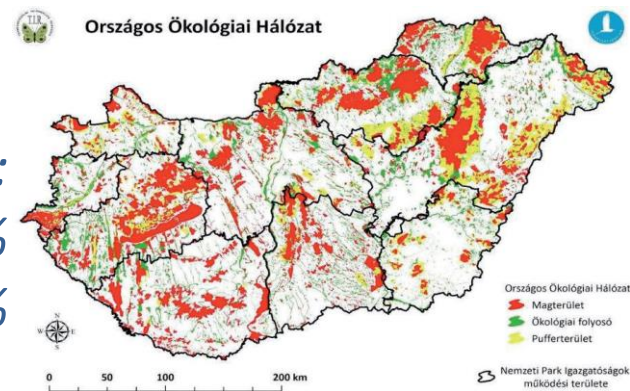 Országos Ökológiai Hálózat
T.I.R.
:
%
%
Országos Ökológiai Hálózat
Magterület
Ökológiai folyosó
Pufferterület
Nemzeti Park Igazgatóságok
működési területe
N
W E
S
0 50 100 200 km